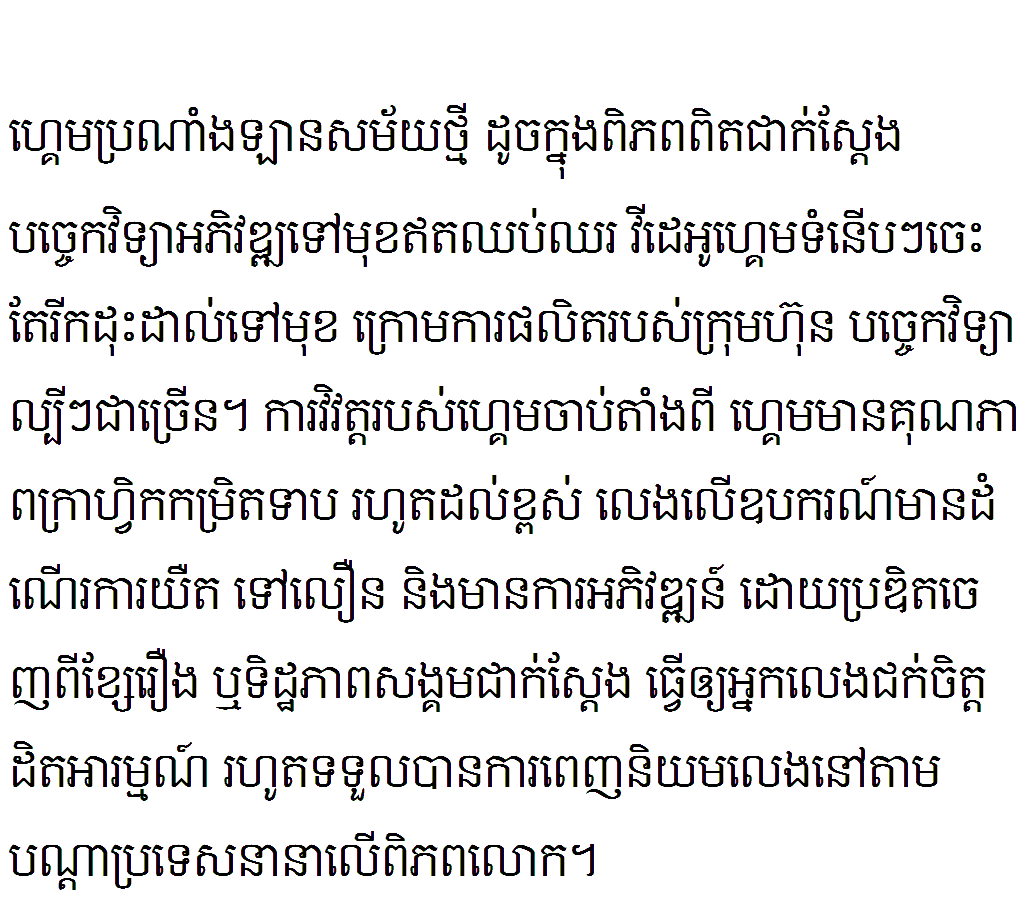 ហ្គេមប្រណាំងឡានសម័យថ្មី ដូចក្នុងពិភពពិតជាក់ស្តែង
បច្ចេកវិទ្យាអភិវឌ្ឍទៅមុខឥតឈប់ឈរ វីដេអូហ្គេមទំនើបៗចេះ
តែរីកដុះដាល់ទៅមុខ ក្រោមការផលិតរបស់ក្រុមហ៊ុន បច្ចេកវិទ្យា
ល្បីៗជាច្រើន។ ការវិវត្តរបស់ហ្គេមចាប់តាំងពី ហ្គេមមានគុណភា
ពក្រាហ្វិកកម្រិតទាប រហូតដល់ខ្ពស់ លេងលើឧបករណ៍មានដំ
ណើរការយឺត ទៅលឿន និងមានការអភិវឌ្ឍន៍ ដោយប្រឌិតចេ
ញពីខ្សែរឿង ឬទិដ្ឋភាពសង្គមជាក់ស្តែង ធ្វើឲ្យអ្នកលេងជក់ចិត្ត
ដិតអារម្មណ៍ រហូតទទួលបានការពេញនិយមលេងនៅតាម
បណ្តាប្រទេសនានាលើពិភពលោក។